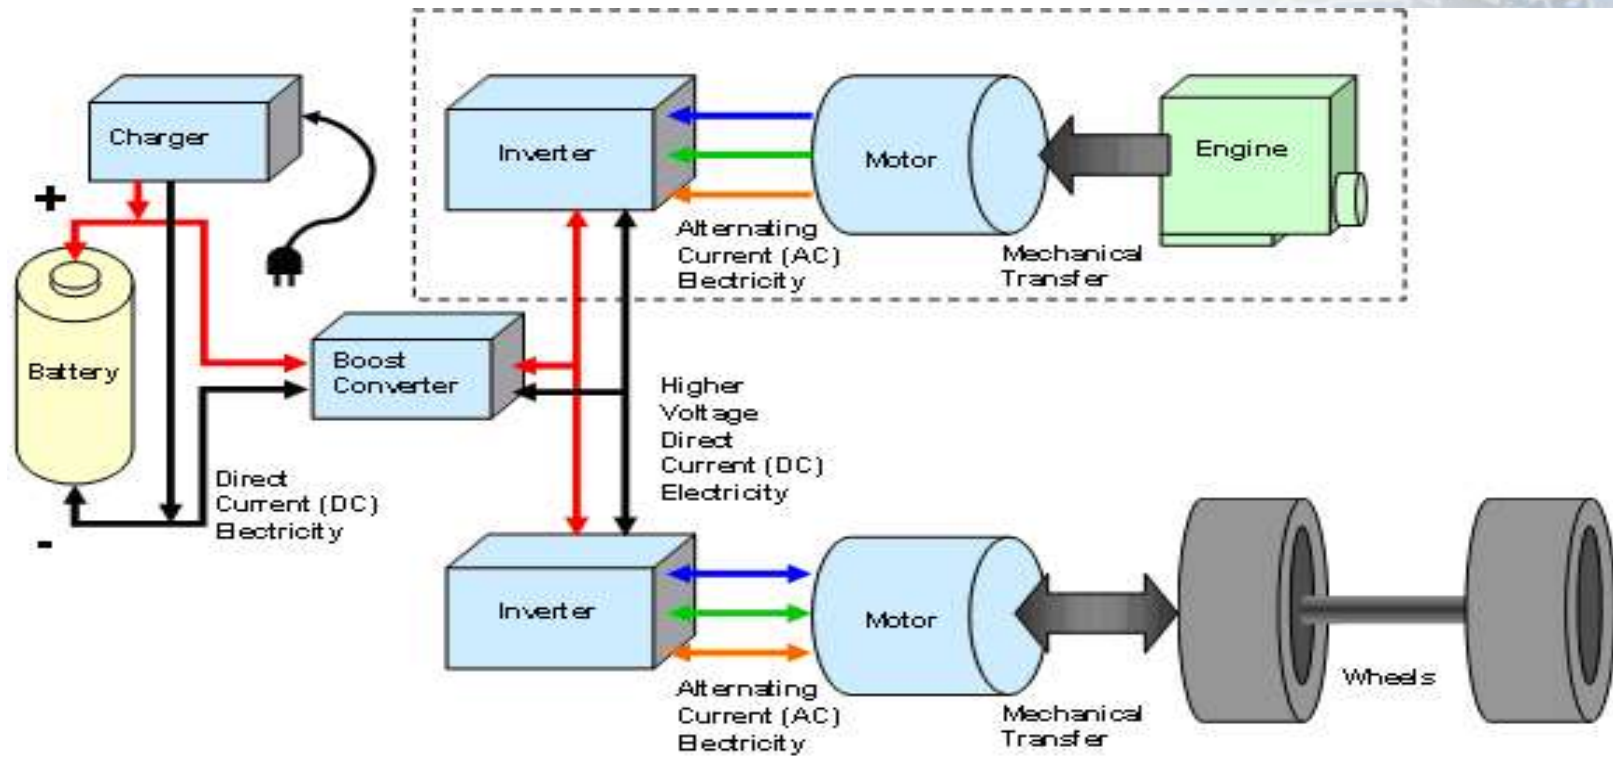 Charger
+
Battery
-
Direct
Current (DC)
Electricity
Boost
Converter
Inverter
Alternating
Current (AC)
Electricity
Motor
Mechanical
Transfer
Engine
Higher
Voltage
Direct
Current (DC)
Electricity
Inverter
Alternating
Current (AC)
Electricity
Motor
Mechanical
Transfer
Wheels